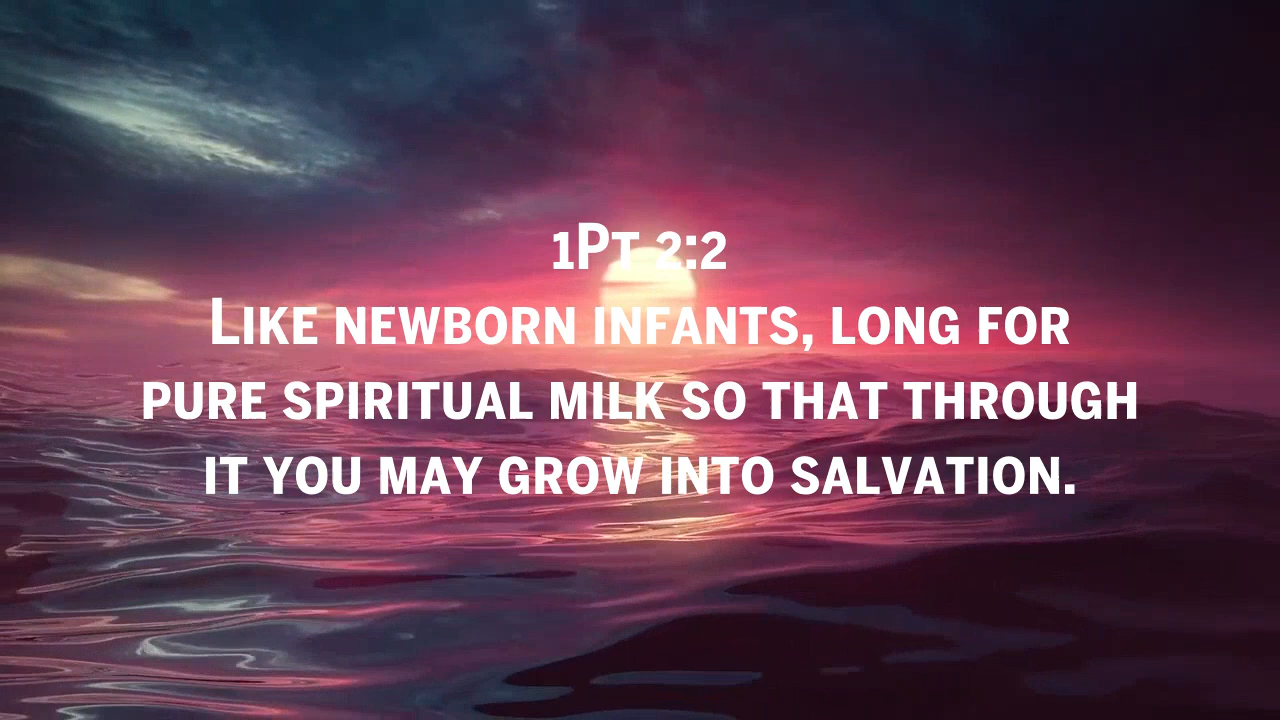 1Pt 2:2
Like newborn infants, long for
pure spiritual milk so that through
it you may grow into salvation.